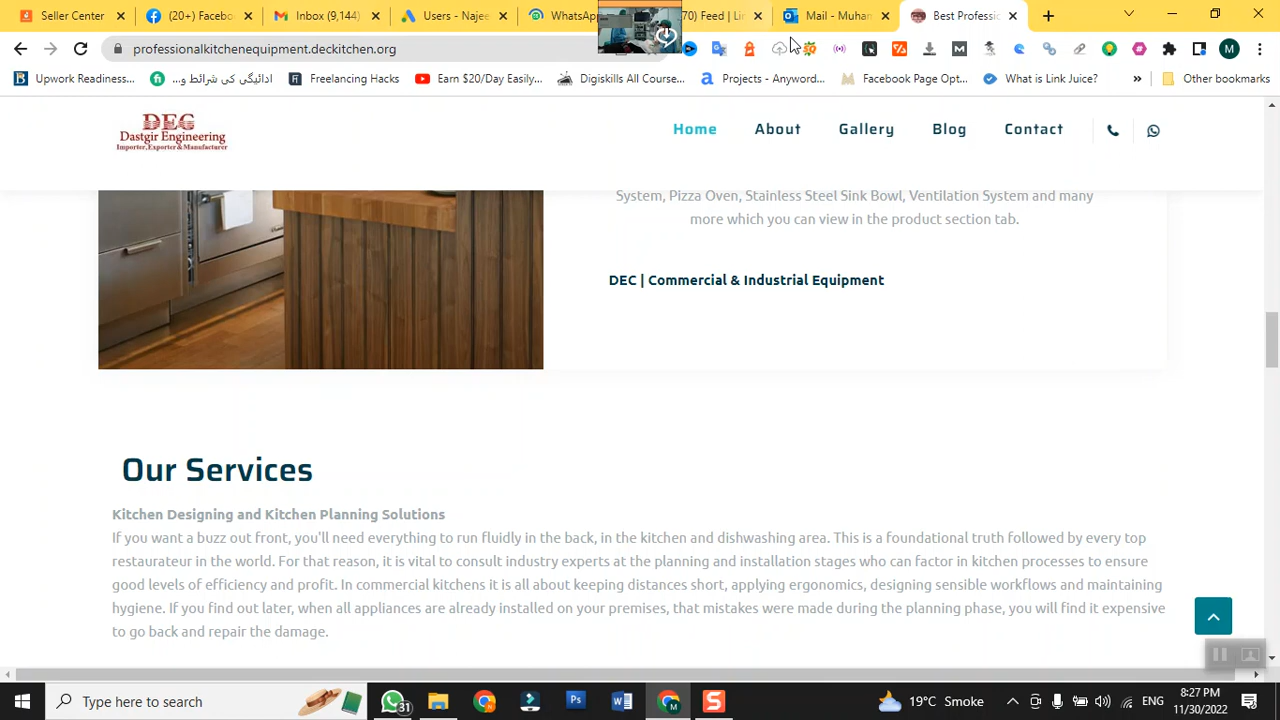 Seller Center
(20+) Facebo
Inbox (9,144
Users - Najee
WhatsApp
70) Feed | Lin
Mail - Muham
Best Professio
professionalkitchenequipment.deckitchen.org
M
Upwork Readiness...
ادائیگی کی شرائط و...
Freelancing Hacks
Earn $20/Day Easily...
Digiskills All Course...
Projects - Anyword...
Facebook Page Opt...
What is Link Juice?
»
Other bookmarks
DEC
Dastgir Engineering
Importer,Exporter&Manufacturer
Home
About
Gallery
Blog
Contact
System, Pizza Oven, Stainless Steel Sink Bowl, Ventilation System and many
more which you can view in the product section tab.
DEC | Commercial & Industrial Equipment
Our Services
Kitchen Designing and Kitchen Planning Solutions
If you want a buzz out front, you'll need everything to run fluidly in the back, in the kitchen and dishwashing area. This is a foundational truth followed by every top
restaurateur in the world. For that reason, it is vital to consult industry experts at the planning and installation stages who can factor in kitchen processes to ensure
good levels of efficiency and profit. In commercial kitchens it is all about keeping distances short, applying ergonomics, designing sensible workflows and maintaining
hygiene. If you find out later, when all appliances are already installed on your premises, that mistakes were made during the planning phase, you will find it expensive
to go back and repair the damage.
Type here to search
31
19°C Smoke
ENG
8:27 PM
11/30/2022